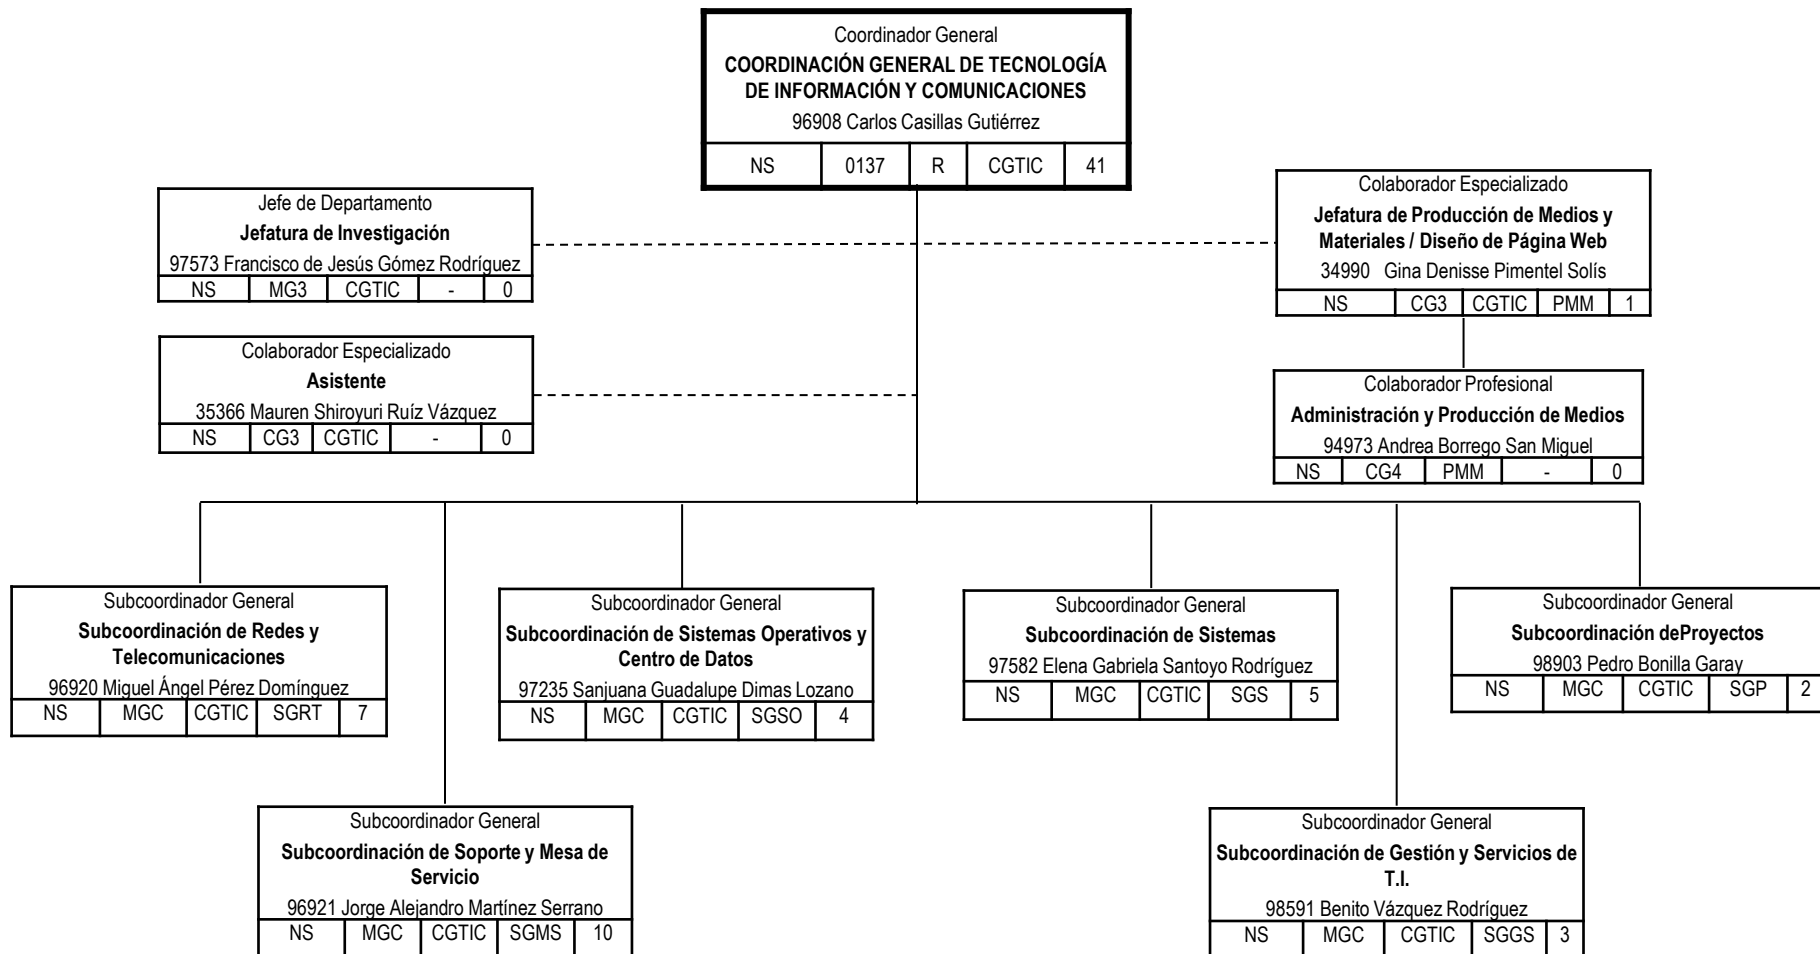 Coordinador General
COORDINACIÓN GENERAL DE TECNOLOGÍA
DE INFORMACIÓN Y COMUNICACIONES
96908 Carlos Casillas Gutiérrez
NS 0137 R CGTIC 41
Jefe de Departamento
Jefatura de Investigación
97573 Francisco de Jesús Gómez Rodríguez
NS MG3 CGTIC - 0
Colaborador Especializado
Jefatura de Producción de Medios y
Materiales / Diseño de Página Web
34990 Gina Denisse Pimentel Solís
NS CG3 CGTIC PMM 1
Colaborador Especializado
Asistente
35366 Mauren Shiroyuri Ruíz Vázquez
NS CG3 CGTIC - 0
Colaborador Profesional
Administración y Producción de Medios
94973 Andrea Borrego San Miguel
NS CG4 PMM - 0
Subcoordinador General
Subcoordinación de Redes y
Telecomunicaciones
96920 Miguel Ángel Pérez Domínguez
NS MGC CGTIC SGRT 7
Subcoordinador General
Subcoordinación de Sistemas Operativos y
Centro de Datos
97235 Sanjuana Guadalupe Dimas Lozano
NS MGC CGTIC SGSO 4
Subcoordinador General
Subcoordinación de Sistemas
97582 Elena Gabriela Santoyo Rodríguez
NS MGC CGTIC SGS 5
Subcoordinador General
Subcoordinación deProyectos
98903 Pedro Bonilla Garay
NS MGC CGTIC SGP 2
Subcoordinador General
Subcoordinación de Soporte y Mesa de
Servicio
96921 Jorge Alejandro Martínez Serrano
NS MGC CGTIC SGMS 10
Subcoordinador General
Subcoordinación de Gestión y Servicios de
T.I.
98591 Benito Vázquez Rodríguez
NS MGC CGTIC SGGS 3